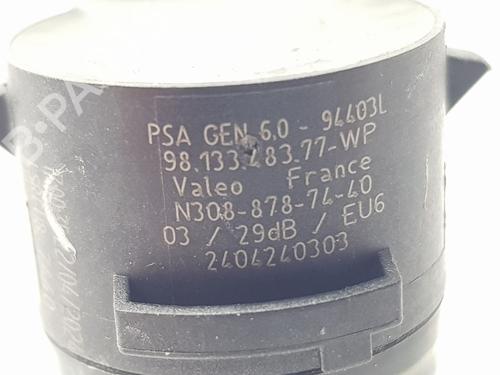 PSA GEN 6.0 - 94403L
98.133.483.77-WP
Valeo France
N308-878-74-40
03 / 29dB / EU6
2404240303